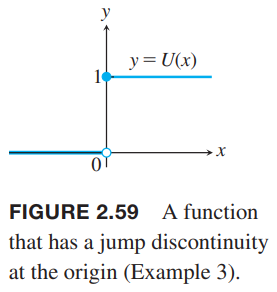 y
y = U(x)
1
x
0
FIGURE 2.59 A function
that has a jump discontinuity
at the origin (Example 3).